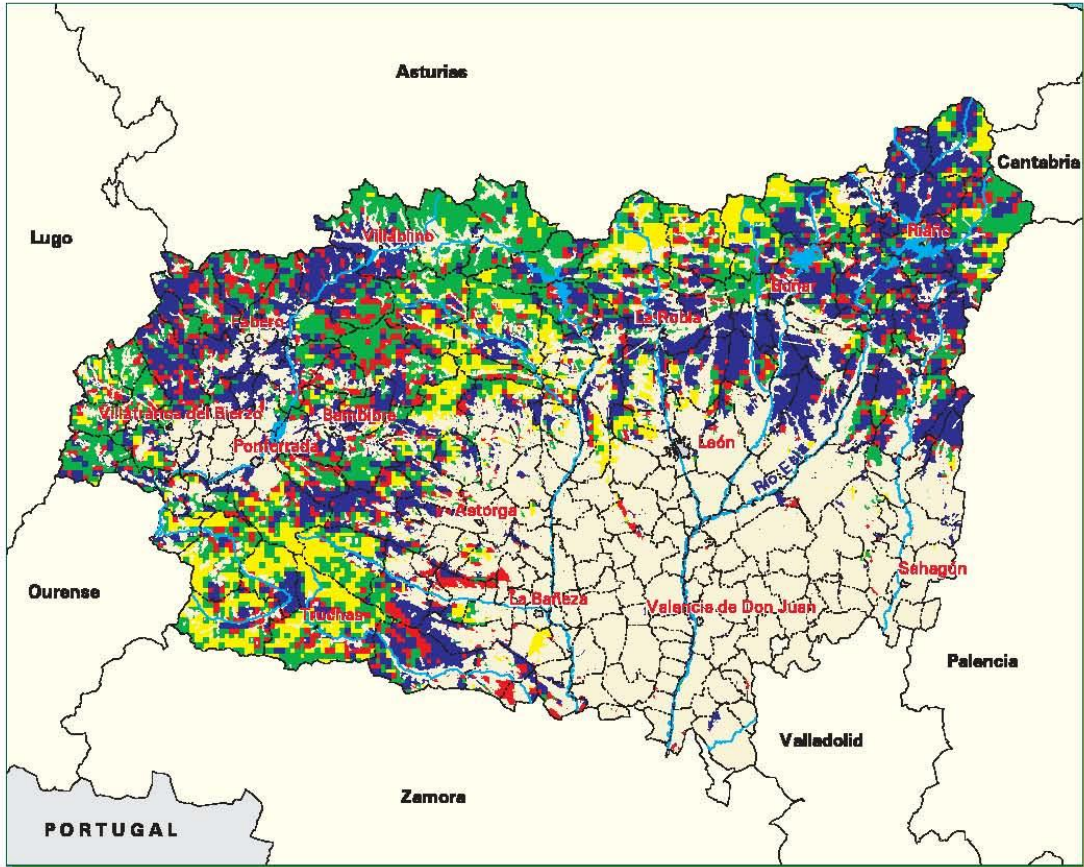 Asturias
Cantabria
Lugo
Villablino
Riaño
Boñar
Fabero
La Robla
Villafranca del Bierzo
Bembibre
Ponferrada
León
Río Esla
Astorga
Sahagún
Ourense
La Bañeza
Valencia de Don Juan
Truchas
Palencia
Valladolid
Zamora
PORTUGAL